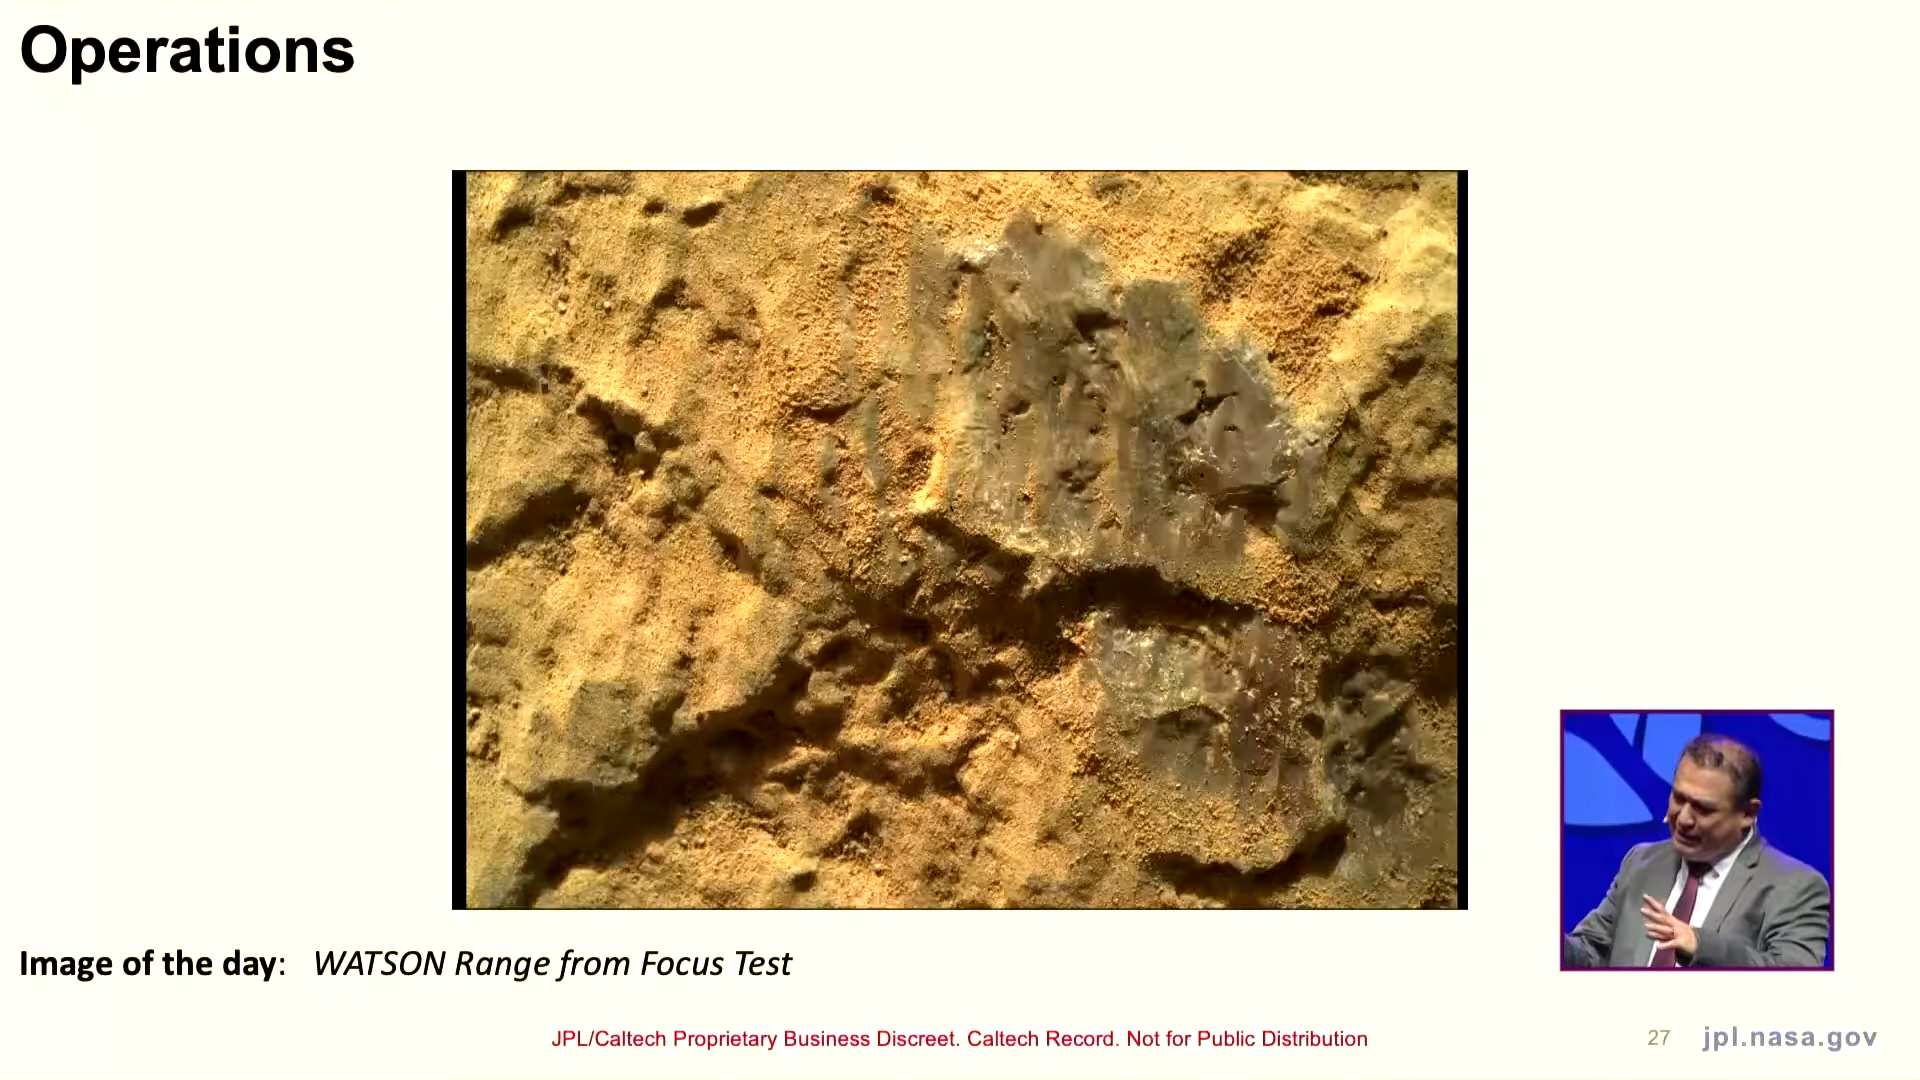 Operations
Image of the day: WATSON Range from Focus Test
JPL/Caltech Proprietary Business Discreet. Caltech Record. Not for Public Distribution
27 jpl.nasa.gov